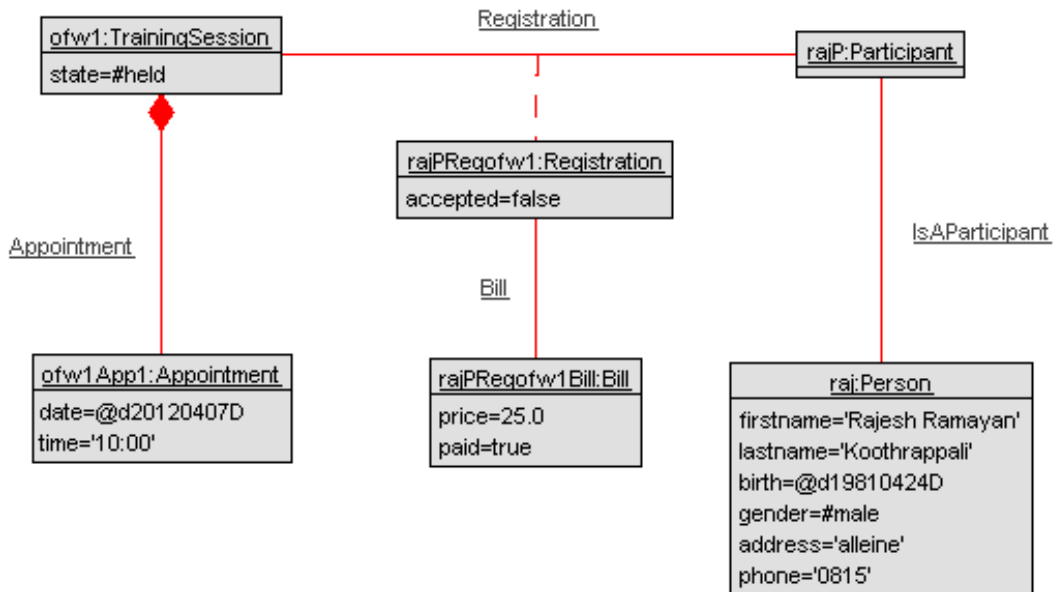 Registration
ofw1:TrainingSession
state=#held
rajP:Participant
rajPRegofw1:Registration
accepted=false
Appointment
IsAParticipant
Bill
ofw1App1:Appointment
date=@d20120407D
time='10:00'
rajPRegofw1Bill:Bill
price=25.0
paid=true
raj:Person
firstname='Rajesh Ramayan'
lastname='Koothrappali'
birth=@d19810424D
gender=#male
address='alleine'
phone='0815'